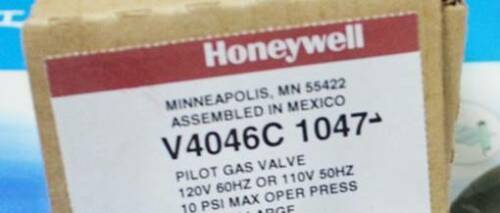 Honeywell
MINNEAPOLIS, MN 55422
ASSEMBLED IN MEXICO
V4046C 1047
PILOT GAS VALVE
120V 60HZ OR 110V 50HZ
10 PSI MAX OPER PRESS
LARGE